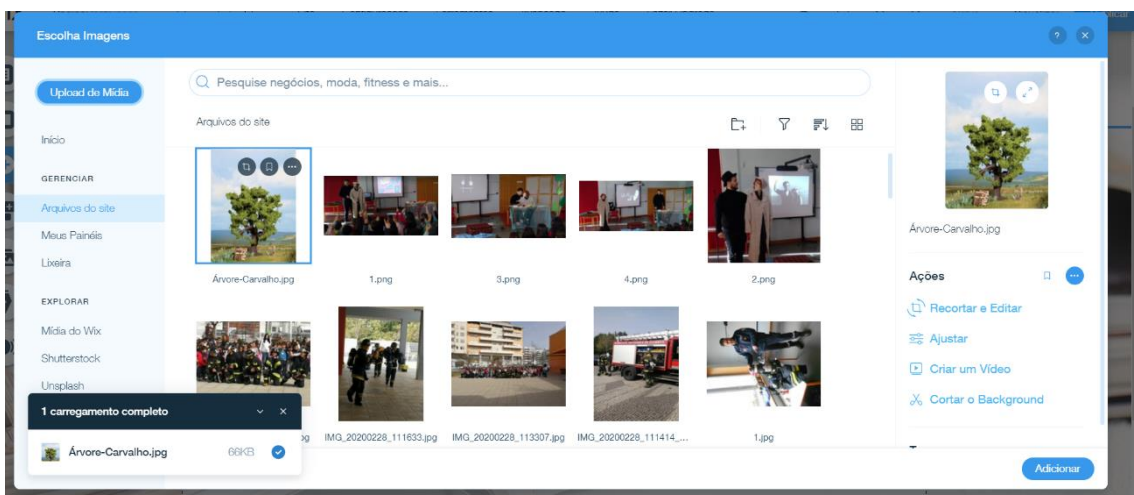 Escolha Imagens
?
Upload de Mídia
Pesquise negócios, moda, fitness e mais...
Início
Arquivos do site
GERENCIAR
Arquivos do site
Meus Painéis
Lixeira
EXPLORAR
Mídia do Wix
Shutterstock
Unsplash
Árvore-Carvalho.jpg
1.png
3.png
4.png
2.png
IMG_20200228_111633.jpg
IMG_20200228_113307.jpg
IMG_20200228_111414_...
1.jpg
Árvore-Carvalho.jpg
Ações
Recortar e Editar
Ajustar
Criar um Vídeo
Cortar o Background
1 carregamento completo
Árvore-Carvalho.jpg
66KB
Adicionar